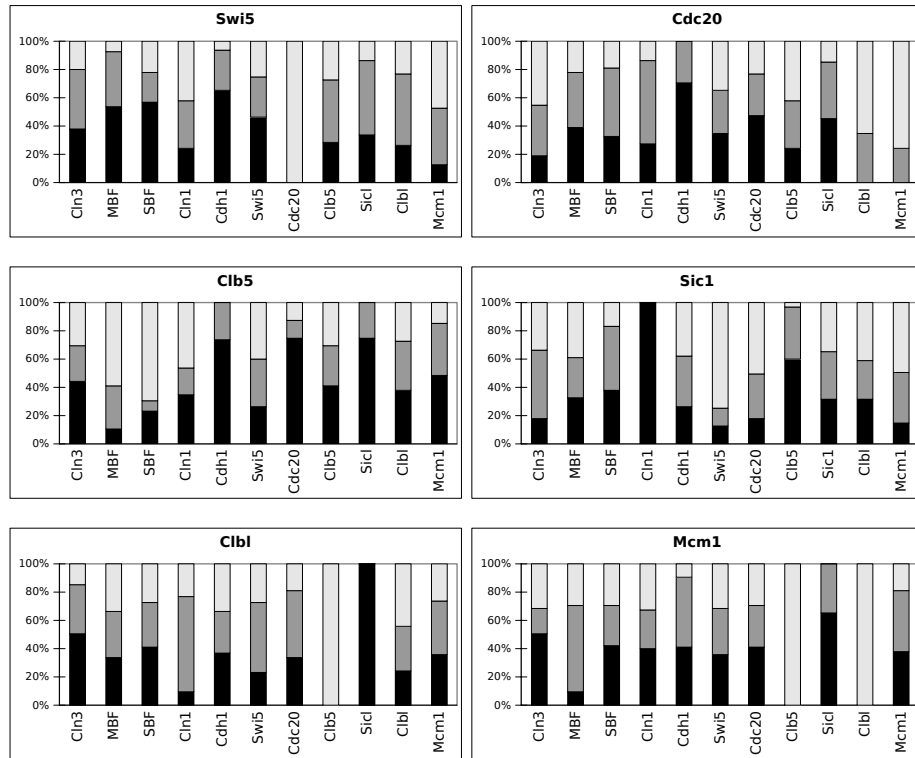 Swi5
100%
80%
60%
40%
20%
0%
Cln3
MBF
SBF
Cln1
Cdh1
Swi5
Cdc20
Clb5
Sicl
Clbl
Mcm1
Cdc20
100%
80%
60%
40%
20%
0%
Cln3
MBF
SBF
Cln1
Cdh1
Swi5
Cdc20
Clb5
Sicl
Clbl
Mcm1
Clb5
100%
80%
60%
40%
20%
0%
Cln3
MBF
SBF
Cln1
Cdh1
Swi5
Cdc20
Clb5
Sicl
Clbl
Mcm1
Sic1
100%
80%
60%
40%
20%
0%
Cln3
MBF
SBF
Cln1
Cdh1
Swi5
Cdc20
Clb5
Sic1
Clbl
Mcm1
Clbl
100%
80%
60%
40%
20%
0%
Cln3
MBF
SBF
Cln1
Cdh1
Swi5
Cdc20
Clb5
Sicl
Clbl
Mcm1
Mcm1
100%
80%
60%
40%
20%
0%
Cln3
MBF
SBF
Cln1
Cdh1
Swi5
Cdc20
Clb5
Sicl
Clbl
Mcm1